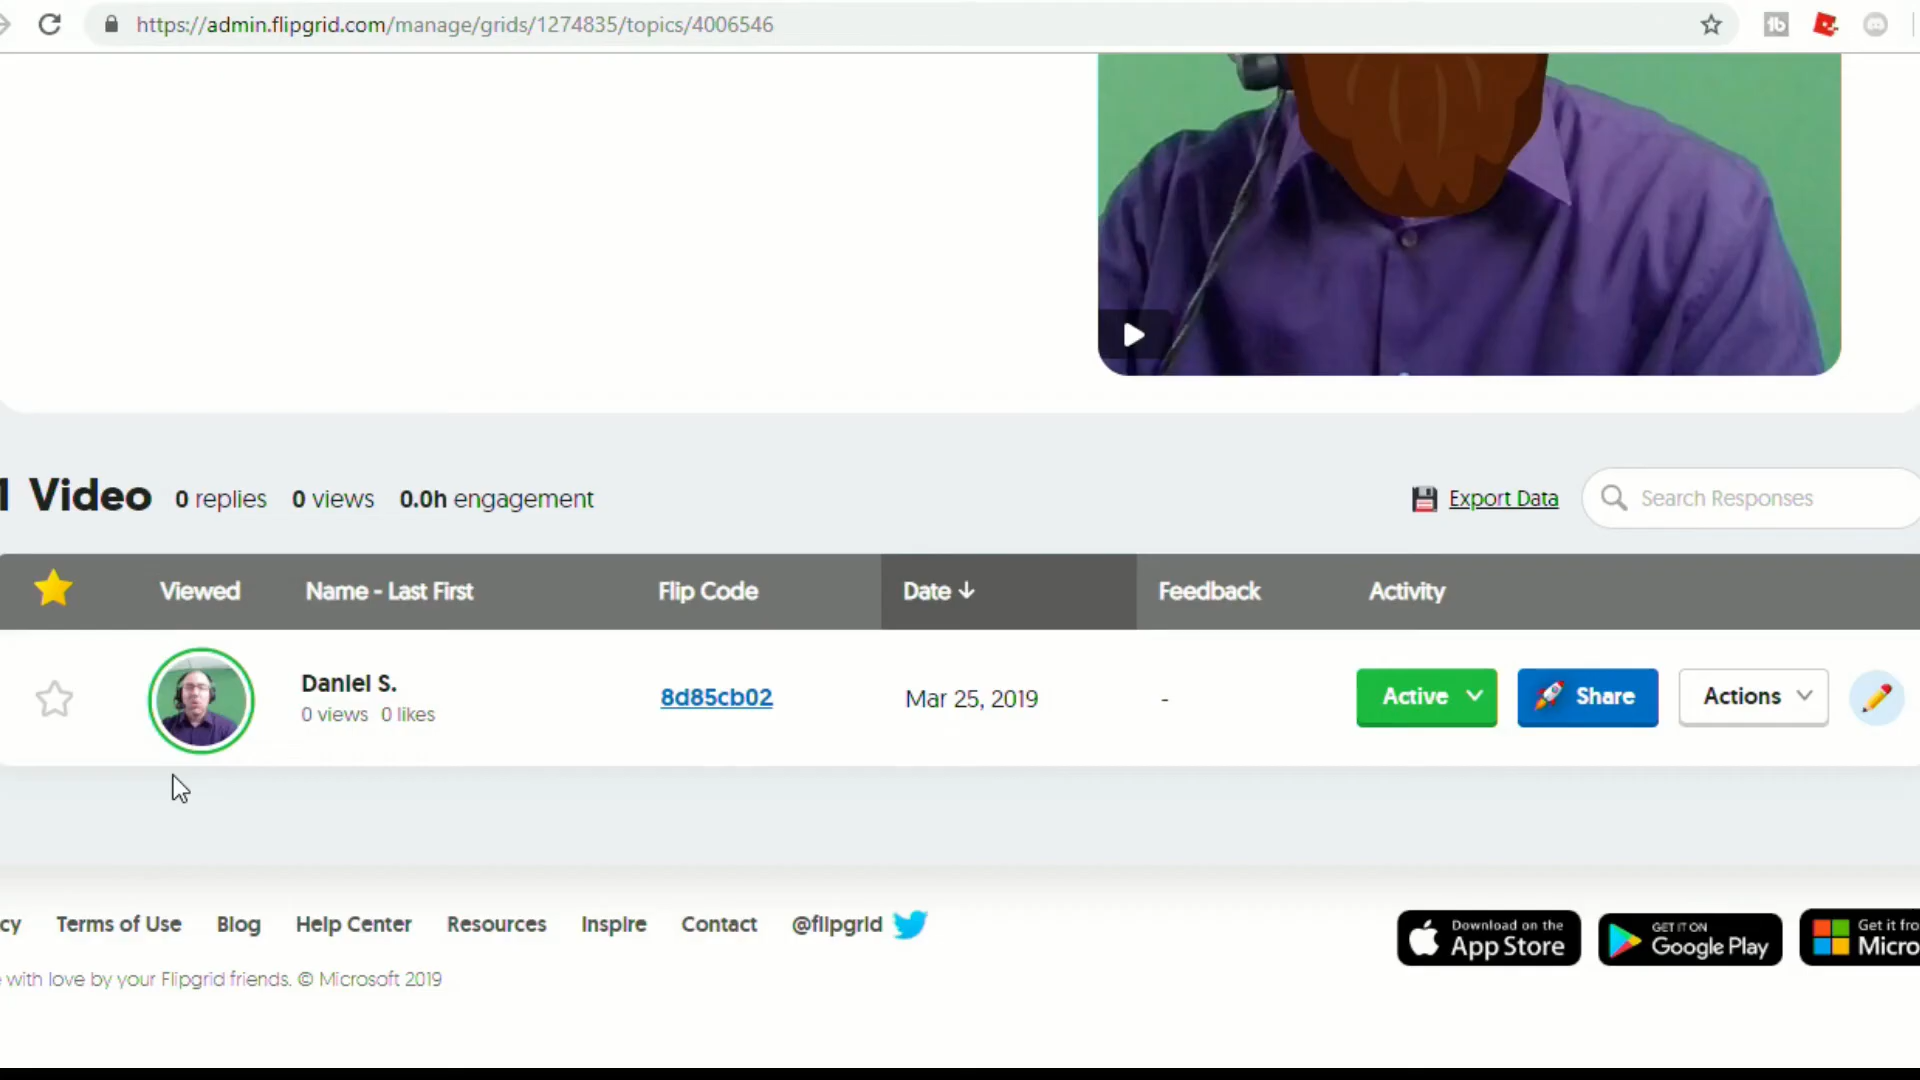 https://admin.flipgrid.com/manage/grids/1274835/topics/4006546
1 Video 0 replies 0 views 0.0h engagement Export Data Search Responses
Viewed Name - Last First Flip Code Date ↓ Feedback Activity
Daniel S. 8d85cb02 Mar 25, 2019 - Active Share Actions
0 views 0 likes
cy Terms of Use Blog Help Center Resources Inspire Contact @flipgrid
Download on the App Store GET IT ON Google Play Get it fro Micro
with love by your Flipgrid friends. © Microsoft 2019